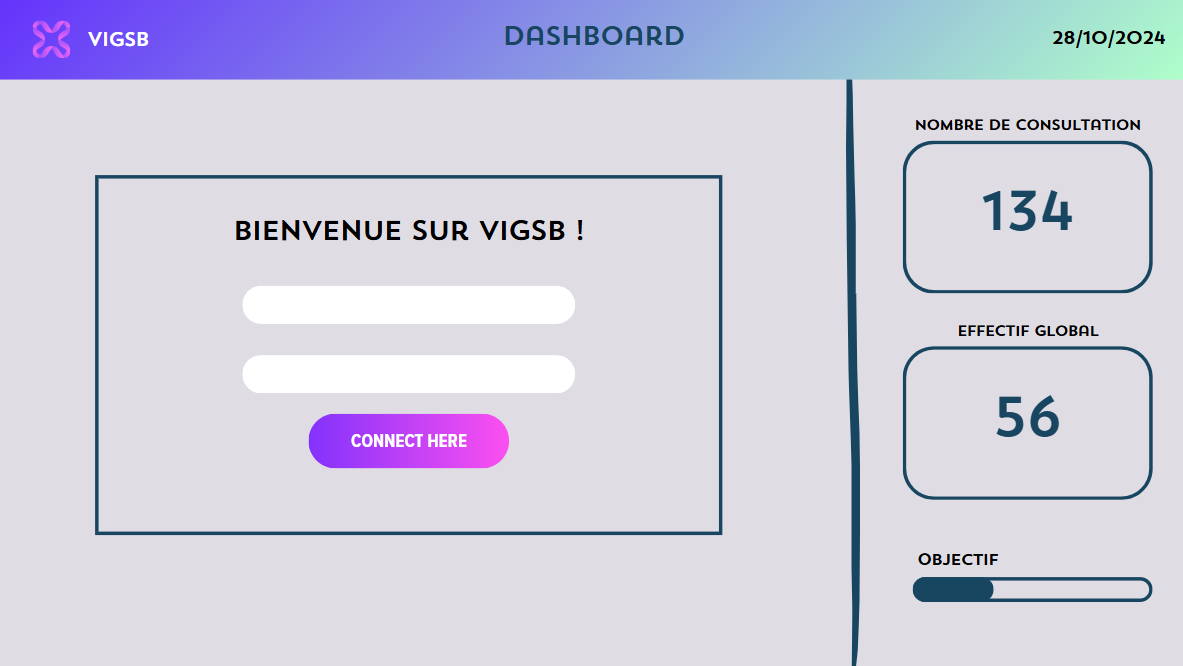 VIGSB
DASHBOARD
28/10/2024
BIENVENUE SUR VIGSB !
CONNECT HERE
NOMBRE DE CONSULTATION
134
EFFECTIF GLOBAL
56
OBJECTIF